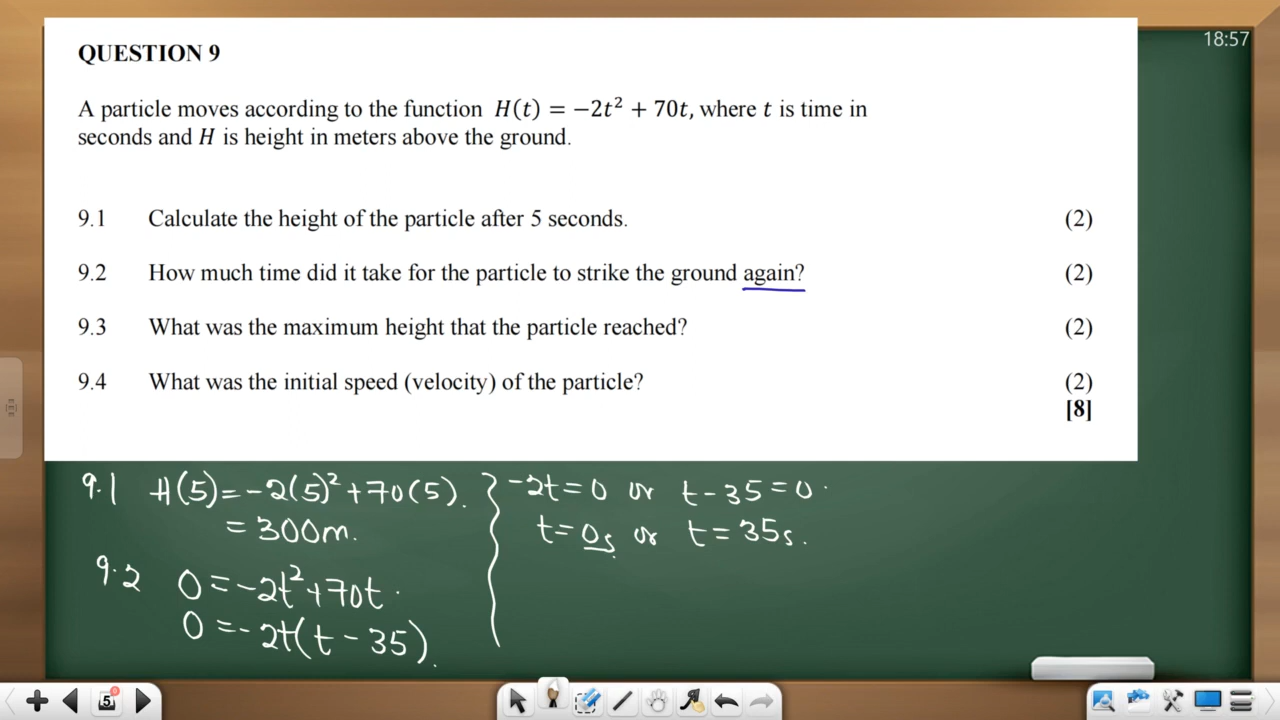 18:57
QUESTION 9
A particle moves according to the function H(t) = −2t² + 70t, where t is time in
seconds and H is height in meters above the ground.
9.1 Calculate the height of the particle after 5 seconds. (2)
9.2 How much time did it take for the particle to strike the ground again? (2)
9.3 What was the maximum height that the particle reached? (2)
9.4 What was the initial speed (velocity) of the particle? (2)
[8]
9.1 H(5) = -2(5)² + 70(5).
= 300m.
9.2 0 = -2t² + 70t.
0 = -2t(t - 35).
-2t = 0 or t - 35 = 0.
t = 0s or t = 35s.
5
0